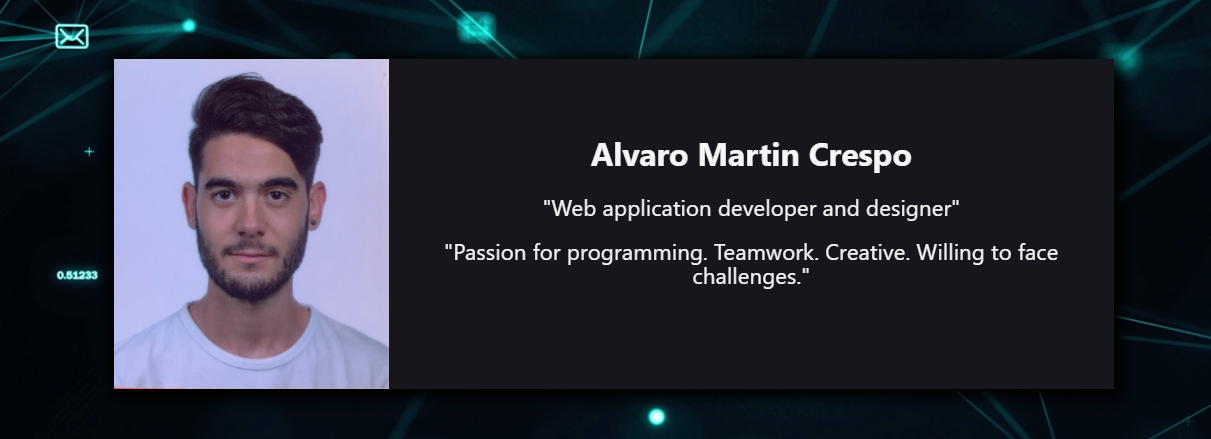 Alvaro Martin Crespo
"Web application developer and designer"
"Passion for programming. Teamwork. Creative. Willing to face
challenges."
0.51233